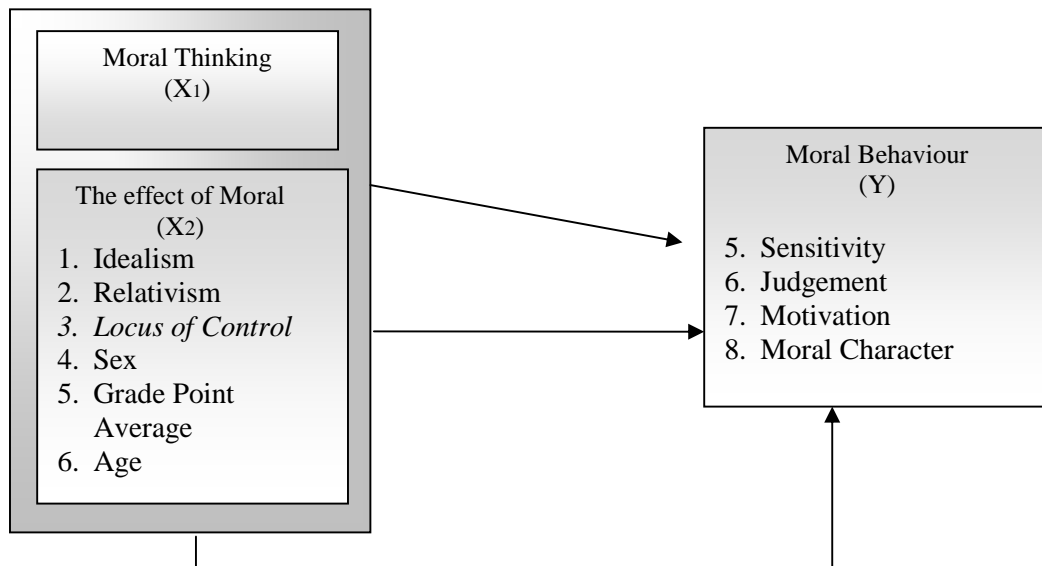 Moral Thinking
(X1)
The effect of Moral
(X2)
1. Idealism
2. Relativism
3. Locus of Control
4. Sex
5. Grade Point
Average
6. Age
Moral Behaviour
(Y)
5. Sensitivity
6. Judgement
7. Motivation
8. Moral Character